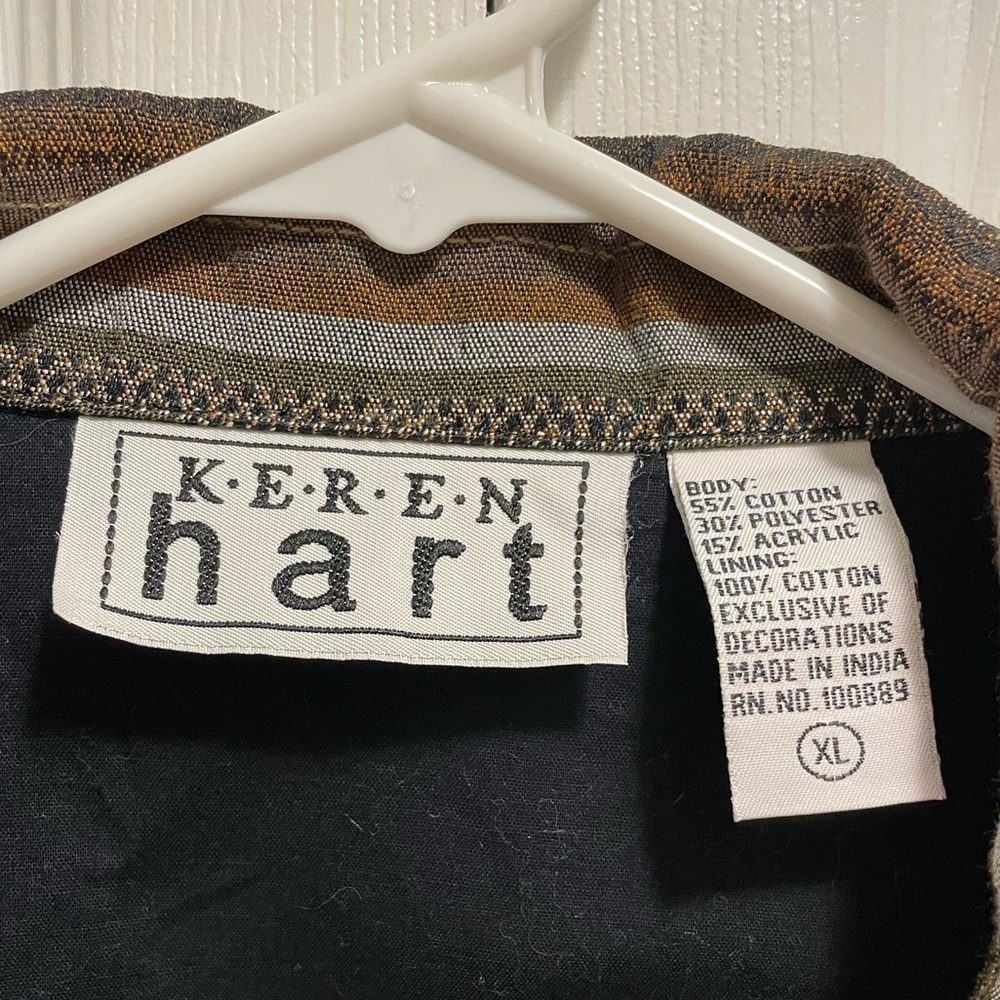 K·E·R·E·N
hart
BODY:
55% COTTON
30% POLYESTER
15% ACRYLIC
LINING:
100% COTTON
EXCLUSIVE OF
DECORATIONS
MADE IN INDIA
RN.NO. 100889
XL